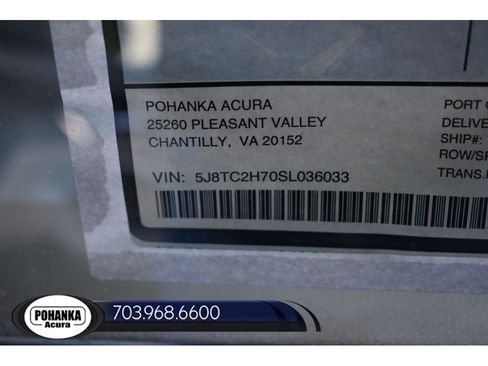 POHANKA ACURA
25260 PLEASANT VALLEY
CHANTILLY, VA 20152
VIN: 5J8TC2H70SL036033
PORT O
DELIVE
SHIP#:
ROW/SP
TRANS.
POHANKA
Acura
703.968.6600